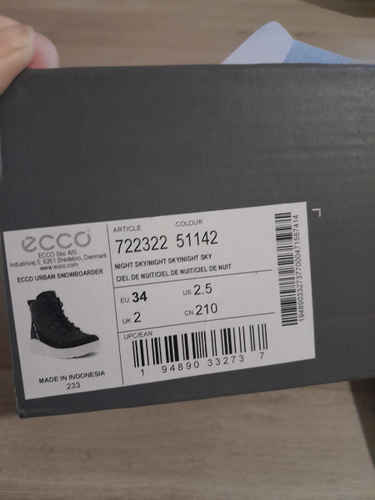 ecco
ECCO Sko A/S
Industrivej 5, 6261 Bredebro, Denmark
www.ecco.com
ECCO URBAN SNOWBOARDER
MADE IN INDONESIA
233
ARTICLE COLOUR
722322 51142
NIGHT SKY/NIGHT SKY/NIGHT SKY
CIEL DE NUIT/CIEL DE NUIT/CIEL DE NUIT
EU 34 US 2.5
UK 2 CN 210
UPC/EAN
1 94890 33273 7